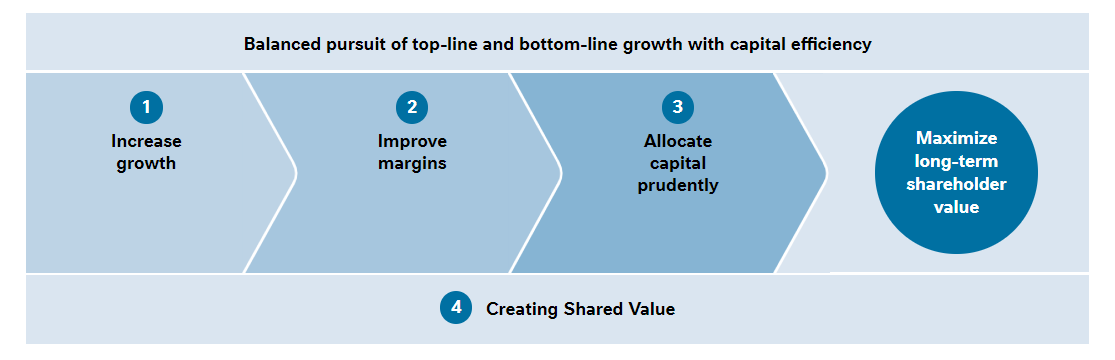 Balanced pursuit of top-line and bottom-line growth with capital efficiency
1
Increase
growth
2
Improve
margins
3
Allocate
capital
prudently
Maximize
long-term
shareholder
value
4 Creating Shared Value